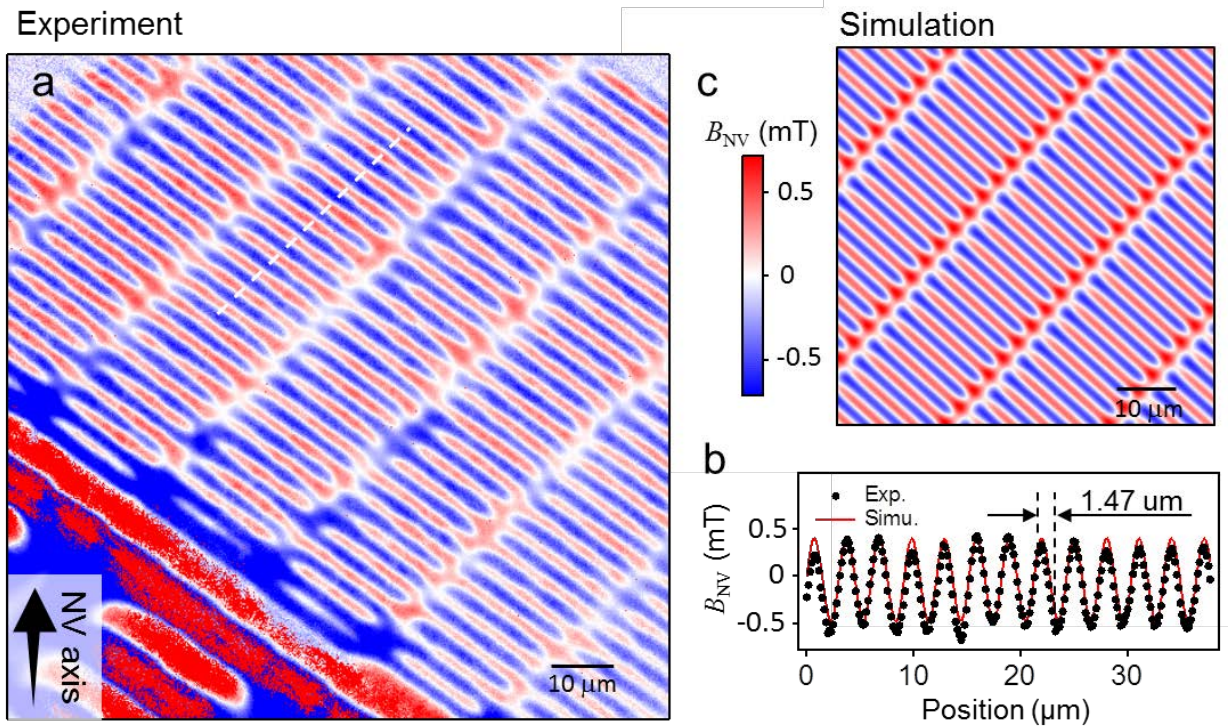 Experiment
Simulation
a
c
B_NV (mT)
0.5
0
-0.5
10 μm
NV axis
10 μm
b
Exp.
Simu.
1.47 um
B_NV (mT)
0.5
0
-0.5
0 10 20 30
Position (μm)